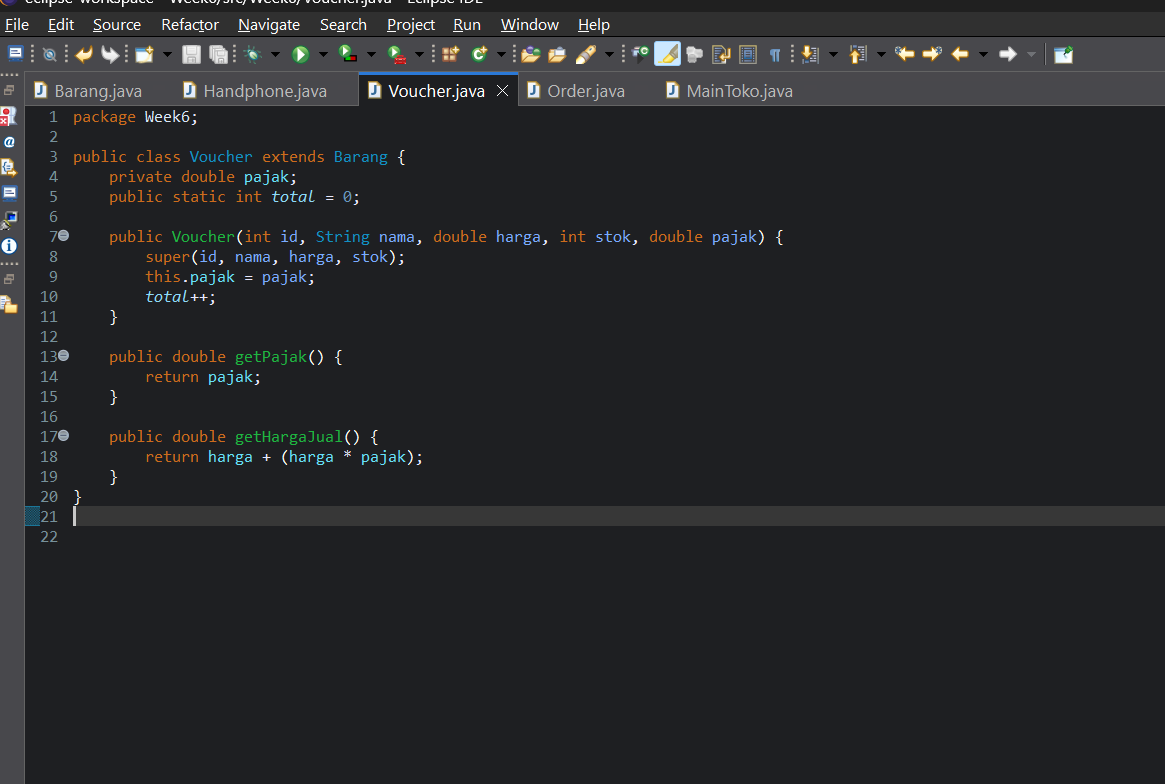 eclipse-workspace - Week6/src/Week6/Voucher.java - Eclipse IDE
File Edit Source Refactor Navigate Search Project Run Window Help
Barang.java Handphone.java Voucher.java Order.java MainToko.java
1 package Week6;
2
3 public class Voucher extends Barang {
4 private double pajak;
5 public static int total = 0;
6
7 public Voucher(int id, String nama, double harga, int stok, double pajak) {
8 super(id, nama, harga, stok);
9 this.pajak = pajak;
10 total++;
11 }
12
13 public double getPajak() {
14 return pajak;
15 }
16
17 public double getHargaJual() {
18 return harga + (harga * pajak);
19 }
20 }
21
22